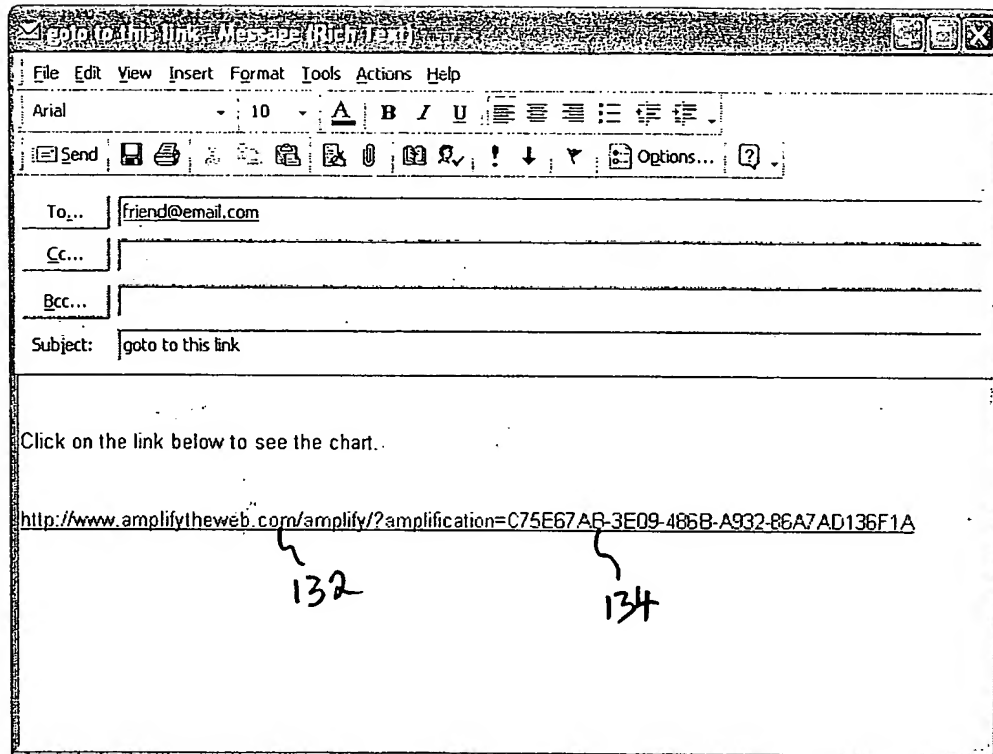 goto to this link - Message (Rich Text)
File Edit View Insert Format Tools Actions Help
Arial 10 A B I U
Send Options...
To... friend@email.com
Cc...
Bcc...
Subject: goto to this link
Click on the link below to see the chart.
http://www.amplifytheweb.com/amplify/?amplification=C75E67AB-3E09-486B-A932-86A7AD136F1A
132 134